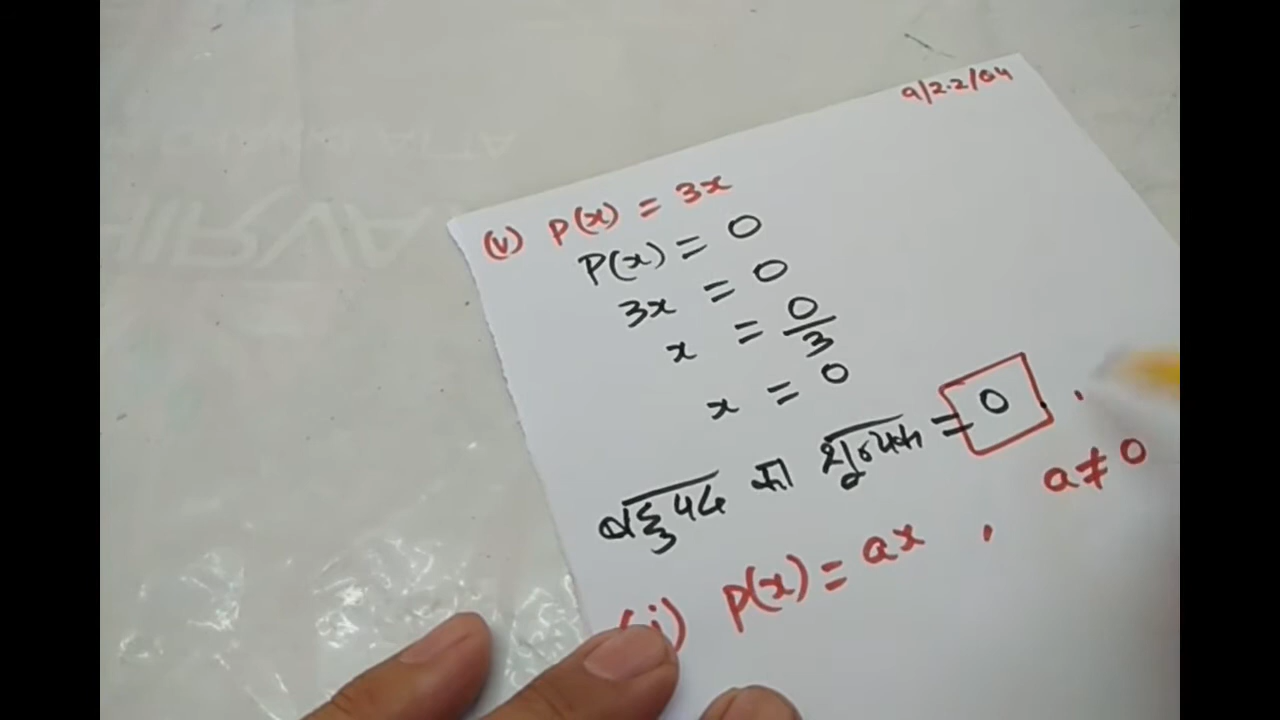 9/2.2/04
(v) P(x) = 3x
P(x) = 0
3x = 0
x = 0/3
x = 0
बहुपद का शून्यक = 0
(i) P(x) = ax , a ≠ 0